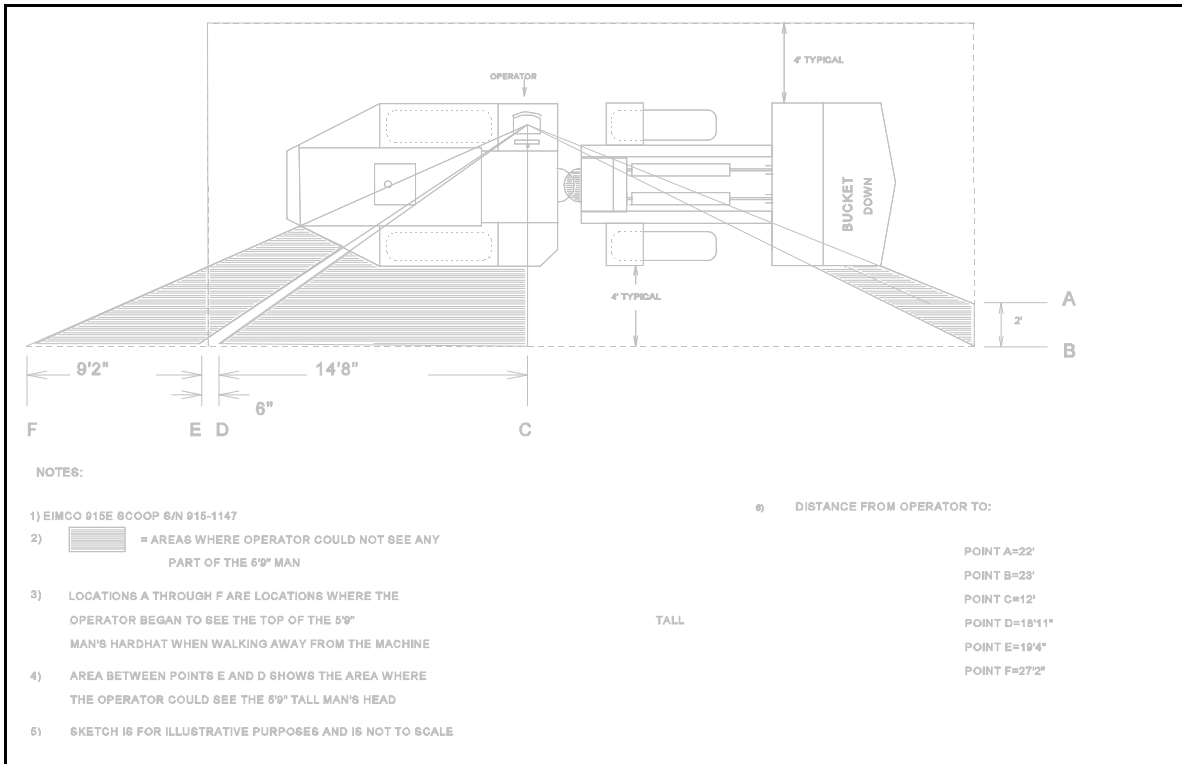 4' TYPICAL
OPERATOR
BUCKET
DOWN
4' TYPICAL
A
2'
B
9'2"
14'8"
6"
F
E
D
C
NOTES:
1) EIMCO 915E SCOOP S/N 915-1147
2) = AREAS WHERE OPERATOR COULD NOT SEE ANY
PART OF THE 5'9" MAN
3) LOCATIONS A THROUGH F ARE LOCATIONS WHERE THE
OPERATOR BEGAN TO SEE THE TOP OF THE 5'9" TALL
MAN'S HARDHAT WHEN WALKING AWAY FROM THE MACHINE
4) AREA BETWEEN POINTS E AND D SHOWS THE AREA WHERE
THE OPERATOR COULD SEE THE 5'9" TALL MAN'S HEAD
5) SKETCH IS FOR ILLUSTRATIVE PURPOSES AND IS NOT TO SCALE
6) DISTANCE FROM OPERATOR TO:
POINT A=22'
POINT B=23'
POINT C=12'
POINT D=18'11"
POINT E=19'4"
POINT F=27'2"